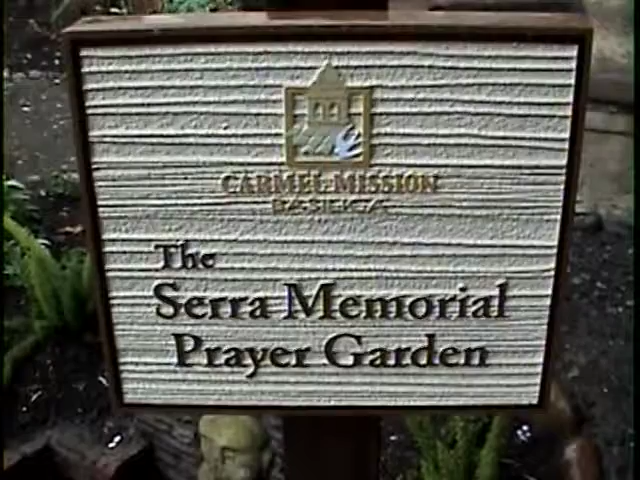 CARMEL MISSION
BASILICA
The
Serra Memorial
Prayer Garden